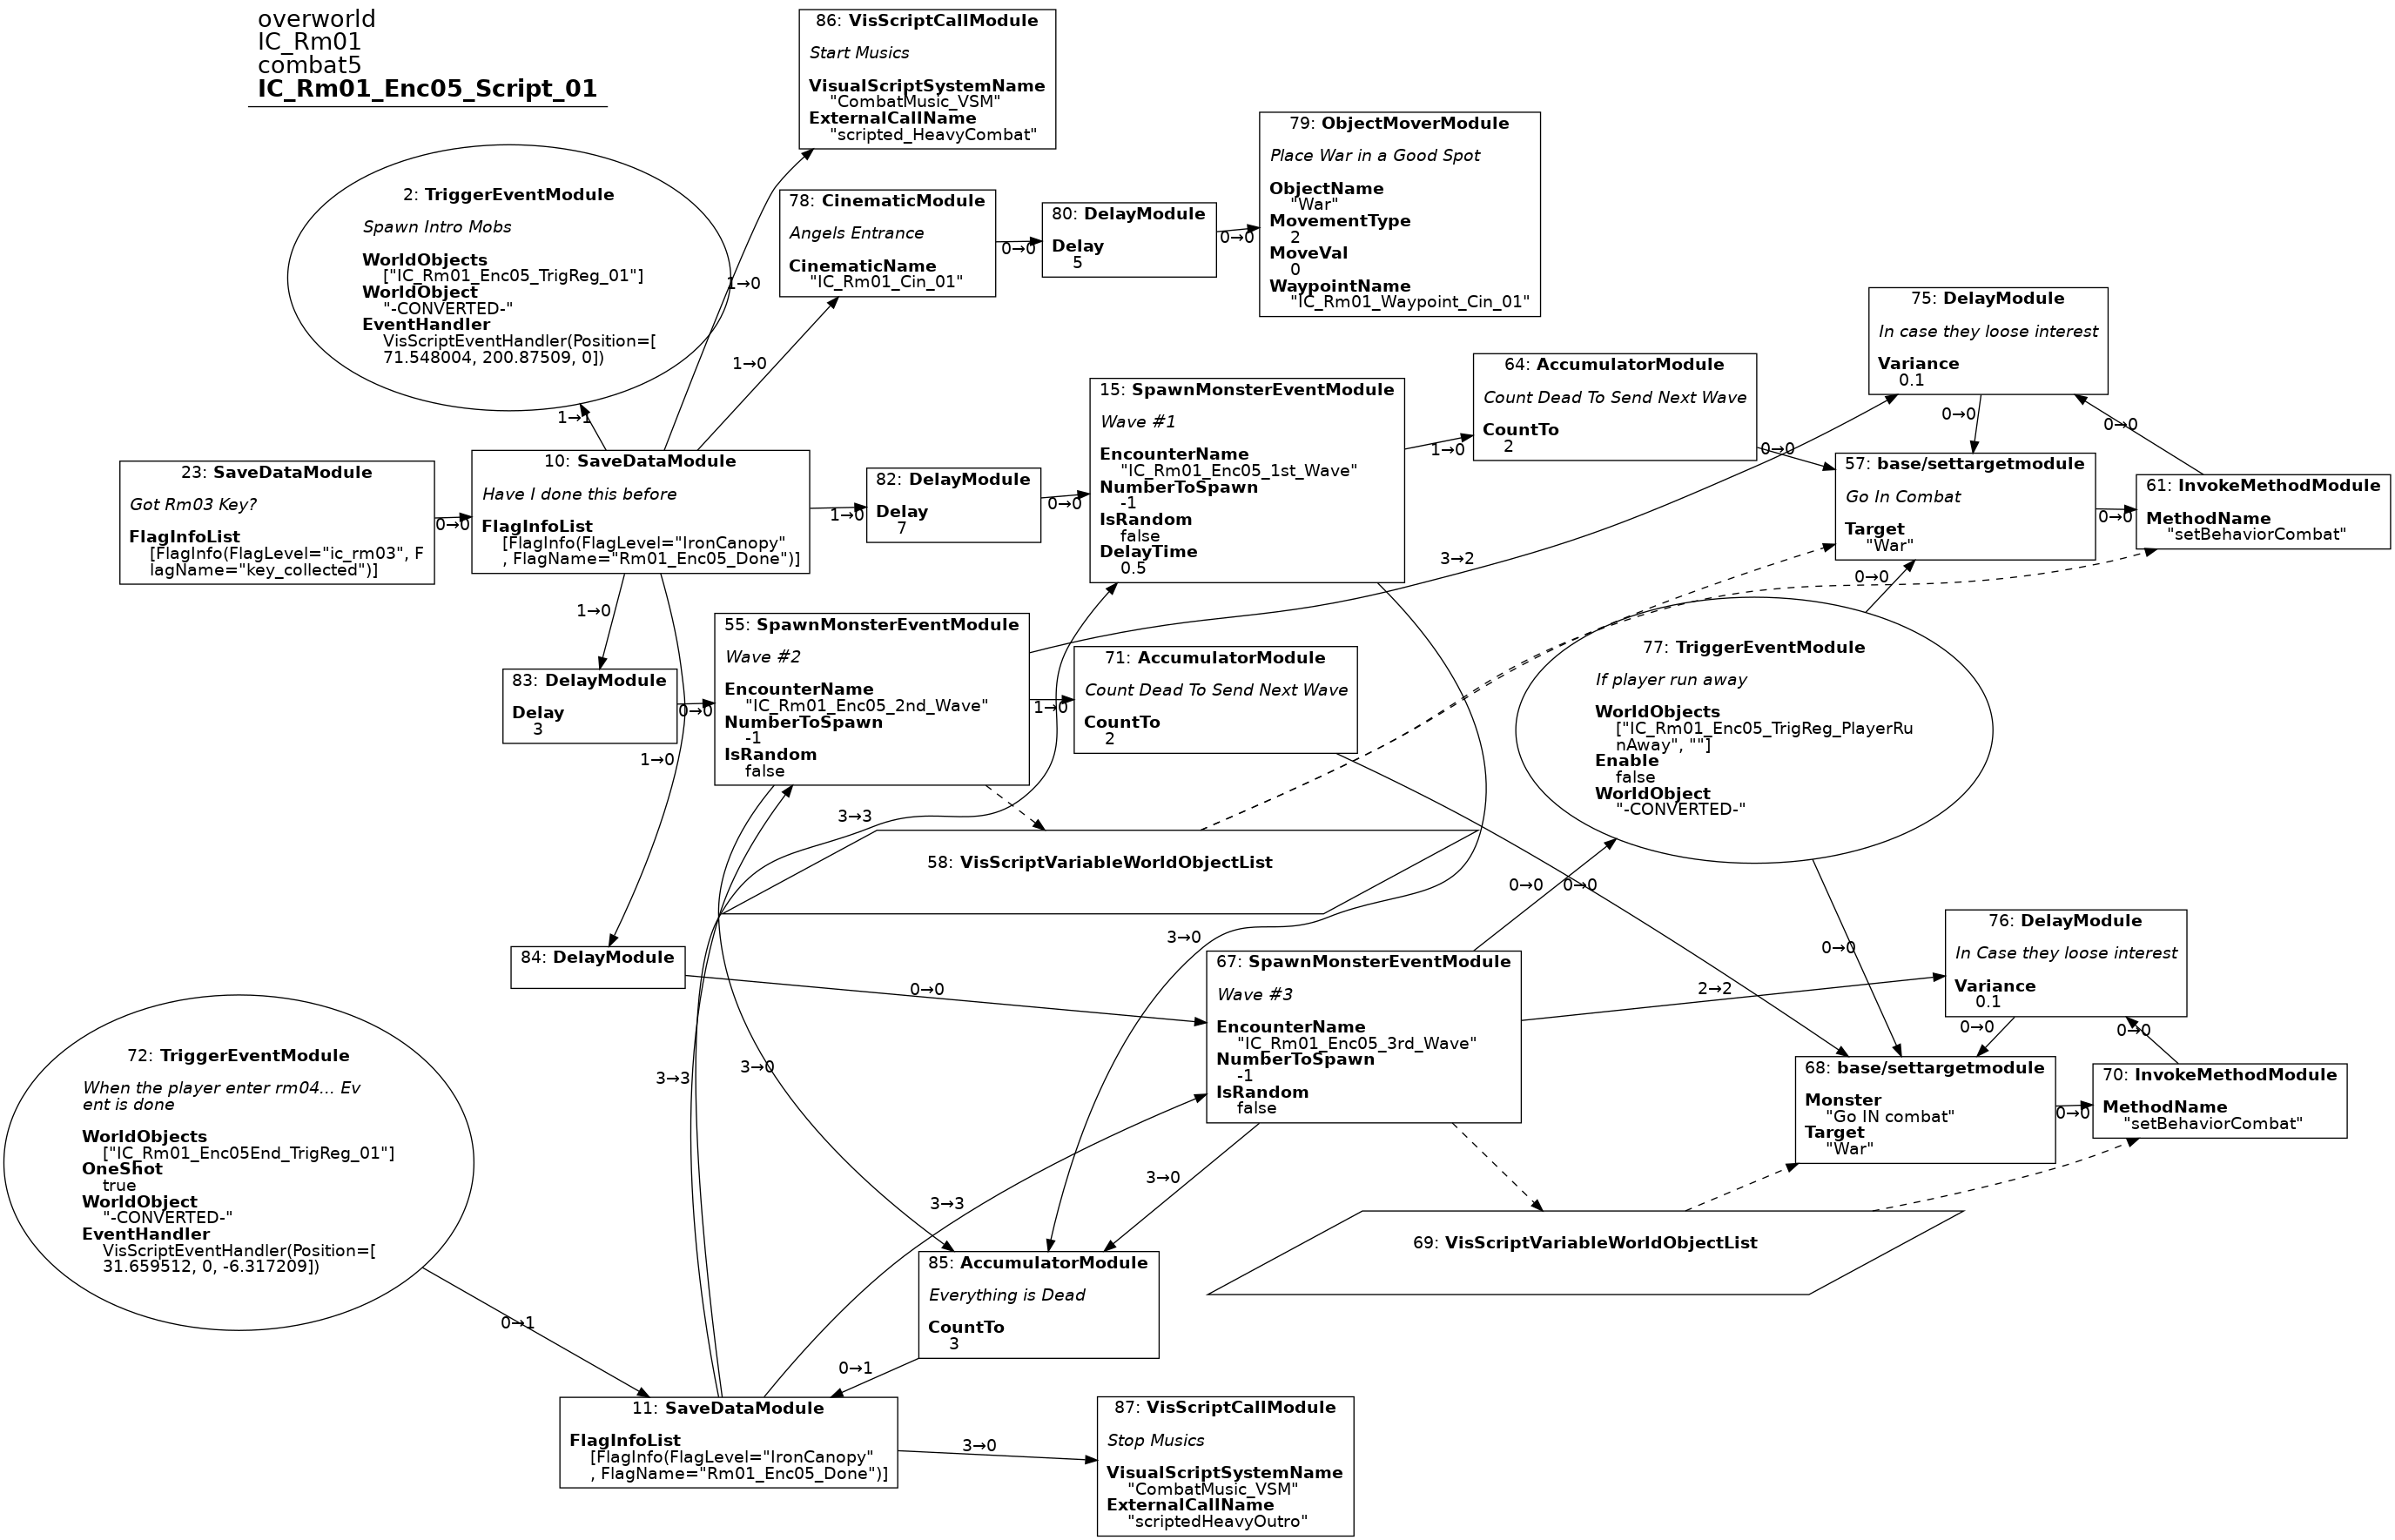 overworld
IC_Rm01
combat5
IC_Rm01_Enc05_Script_01
86: VisScriptCallModule
Start Musics
VisualScriptSystemName
"CombatMusic_VSM"
ExternalCallName
"scripted_HeavyCombat"
79: ObjectMoverModule
Place War in a Good Spot
ObjectName
"War"
MovementType
2
MoveVal
0
WaypointName
"IC_Rm01_Waypoint_Cin_01"
2: TriggerEventModule
Spawn Intro Mobs
WorldObjects
["IC_Rm01_Enc05_TrigReg_01"]
WorldObject
"-CONVERTED-"
EventHandler
VisScriptEventHandler(Position=[
71.548004, 200.87509, 0])
78: CinematicModule
Angels Entrance
CinematicName
"IC_Rm01_Cin_01"
0→0
80: DelayModule
Delay
5
0→0
1→0
1→0
1→1
75: DelayModule
In case they loose interest
Variance
0.1
15: SpawnMonsterEventModule
Wave #1
EncounterName
"IC_Rm01_Enc05_1st_Wave"
NumberToSpawn
-1
IsRandom
false
DelayTime
0.5
1→0
64: AccumulatorModule
Count Dead To Send Next Wave
CountTo
2
0→0
0→0
0→0
57: base/settargetmodule
Go In Combat
Target
"War"
0→0
61: InvokeMethodModule
MethodName
"setBehaviorCombat"
23: SaveDataModule
Got Rm03 Key?
FlagInfoList
[FlagInfo(FlagLevel="ic_rm03", F
lagName="key_collected")]
0→0
10: SaveDataModule
Have I done this before
FlagInfoList
[FlagInfo(FlagLevel="IronCanopy"
, FlagName="Rm01_Enc05_Done")]
1→0
82: DelayModule
Delay
7
0→0
3→2
0→0
1→0
83: DelayModule
Delay
3
0→0
55: SpawnMonsterEventModule
Wave #2
EncounterName
"IC_Rm01_Enc05_2nd_Wave"
NumberToSpawn
-1
IsRandom
false
1→0
71: AccumulatorModule
Count Dead To Send Next Wave
CountTo
2
77: TriggerEventModule
If player run away
WorldObjects
["IC_Rm01_Enc05_TrigReg_PlayerRu
nAway", ""]
Enable
false
WorldObject
"-CONVERTED-"
1→0
3→3
58: VisScriptVariableWorldObjectList
0→0
0→0
3→0
0→0
84: DelayModule
0→0
67: SpawnMonsterEventModule
Wave #3
EncounterName
"IC_Rm01_Enc05_3rd_Wave"
NumberToSpawn
-1
IsRandom
false
2→2
76: DelayModule
In Case they loose interest
Variance
0.1
0→0
0→0
72: TriggerEventModule
When the player enter rm04... Ev
ent is done
WorldObjects
["IC_Rm01_Enc05End_TrigReg_01"]
OneShot
true
WorldObject
"-CONVERTED-"
EventHandler
VisScriptEventHandler(Position=[
31.659512, 0, -6.317209])
3→3
3→0
68: base/settargetmodule
Monster
"Go IN combat"
Target
"War"
0→0
70: InvokeMethodModule
MethodName
"setBehaviorCombat"
3→0
3→3
69: VisScriptVariableWorldObjectList
85: AccumulatorModule
Everything is Dead
CountTo
3
0→1
0→1
11: SaveDataModule
FlagInfoList
[FlagInfo(FlagLevel="IronCanopy"
, FlagName="Rm01_Enc05_Done")]
3→0
87: VisScriptCallModule
Stop Musics
VisualScriptSystemName
"CombatMusic_VSM"
ExternalCallName
"scriptedHeavyOutro"